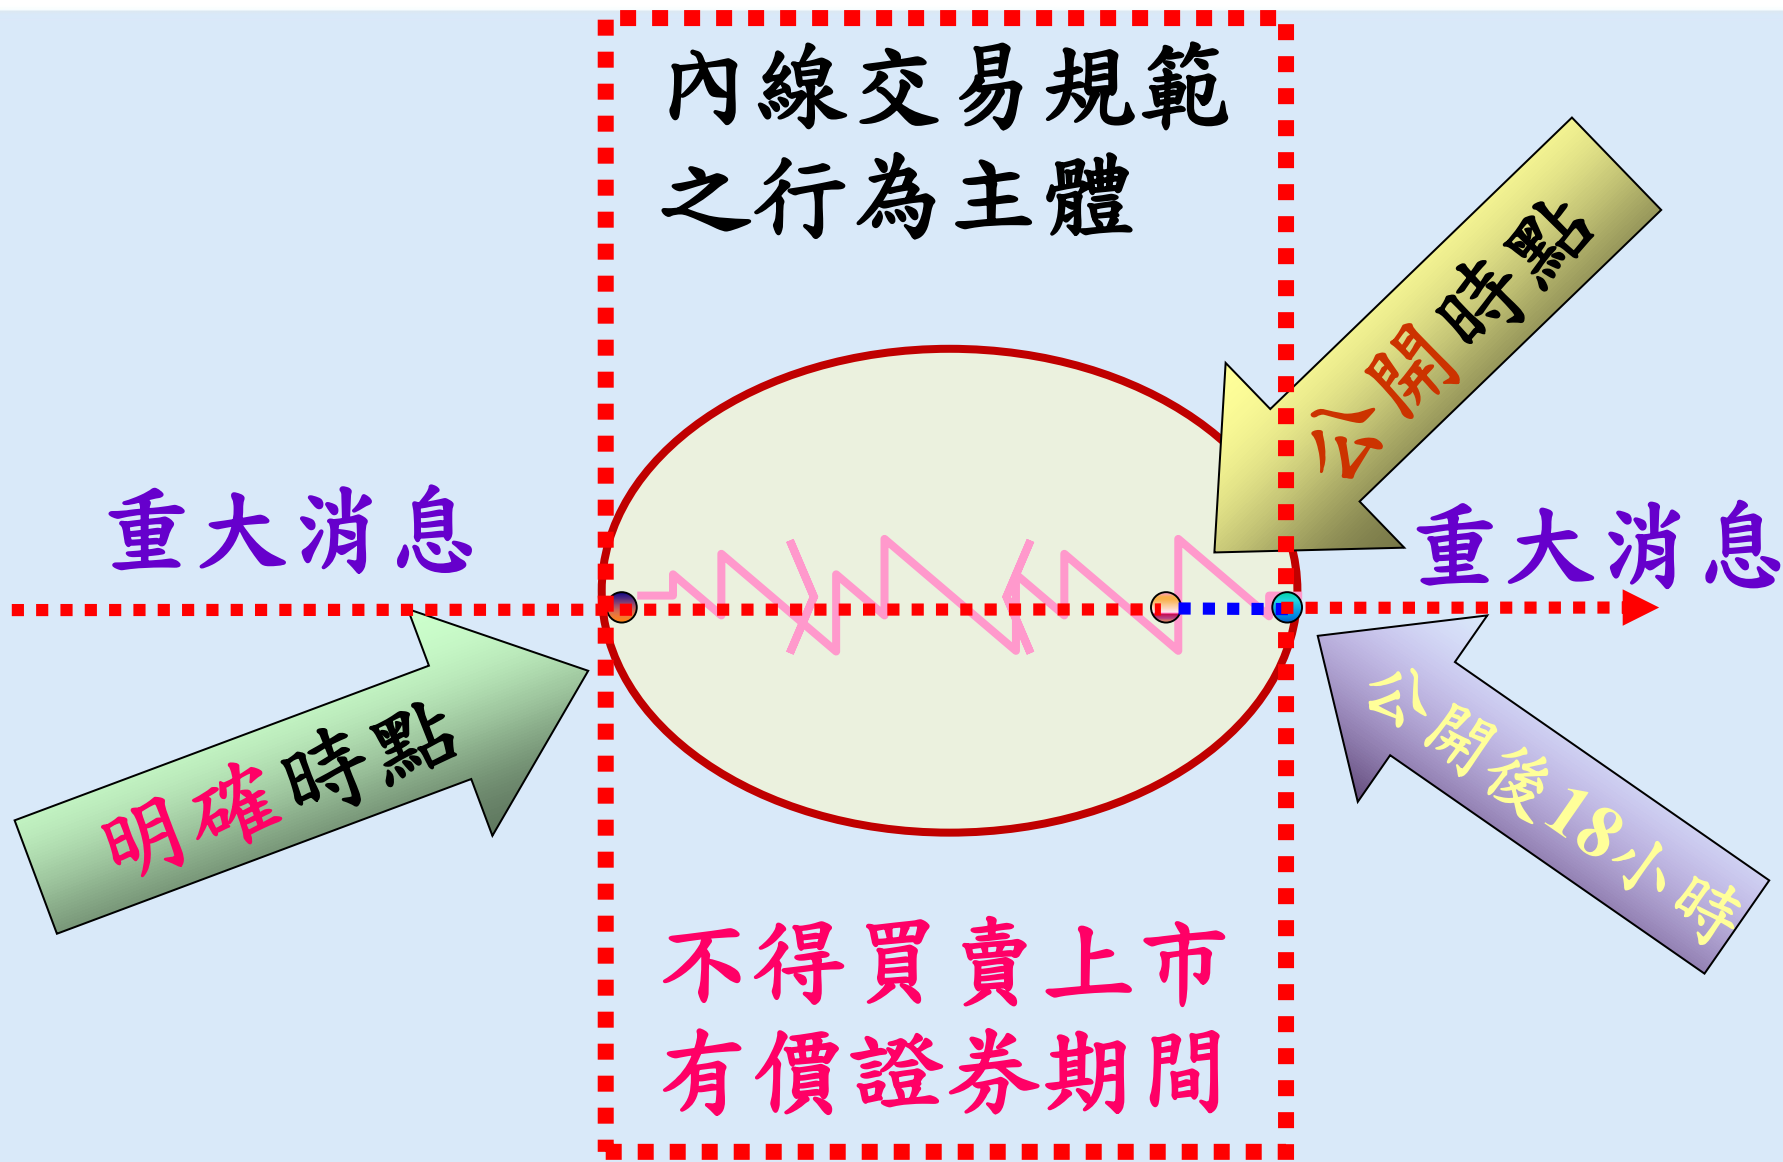 內線交易規範
之行為主體
公開時點
重大消息
重大消息
明確時點
公開後18小時
不得買賣上市
有價證券期間